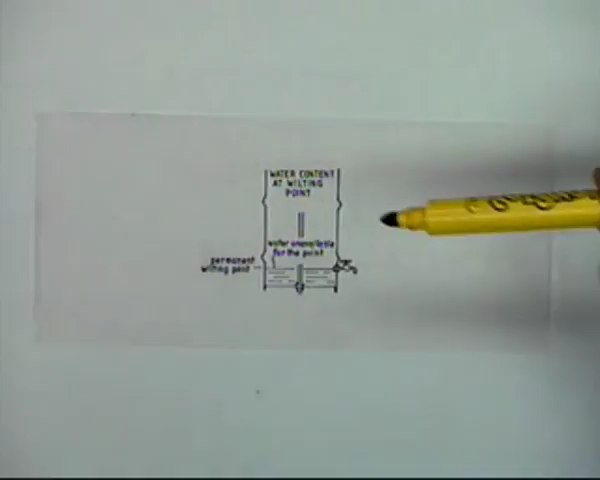 WATER CONTENT
AT WILTING
POINT
water unavailable
for the plant
permanent
wilting point